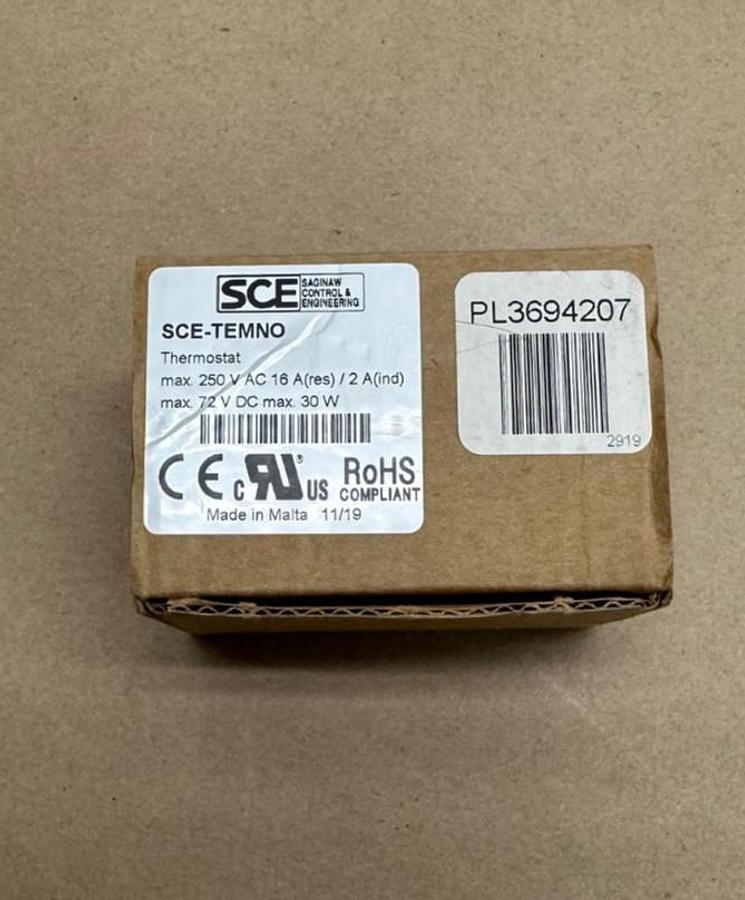 SCE SAGINAW
CONTROL &
ENGINEERING
SCE-TEMNO
Thermostat
max. 250 V AC 16 A(res) / 2 A(ind)
max. 72 V DC max. 30 W
CE c RU® US RoHS
COMPLIANT
Made in Malta 11/19
PL3694207
2919